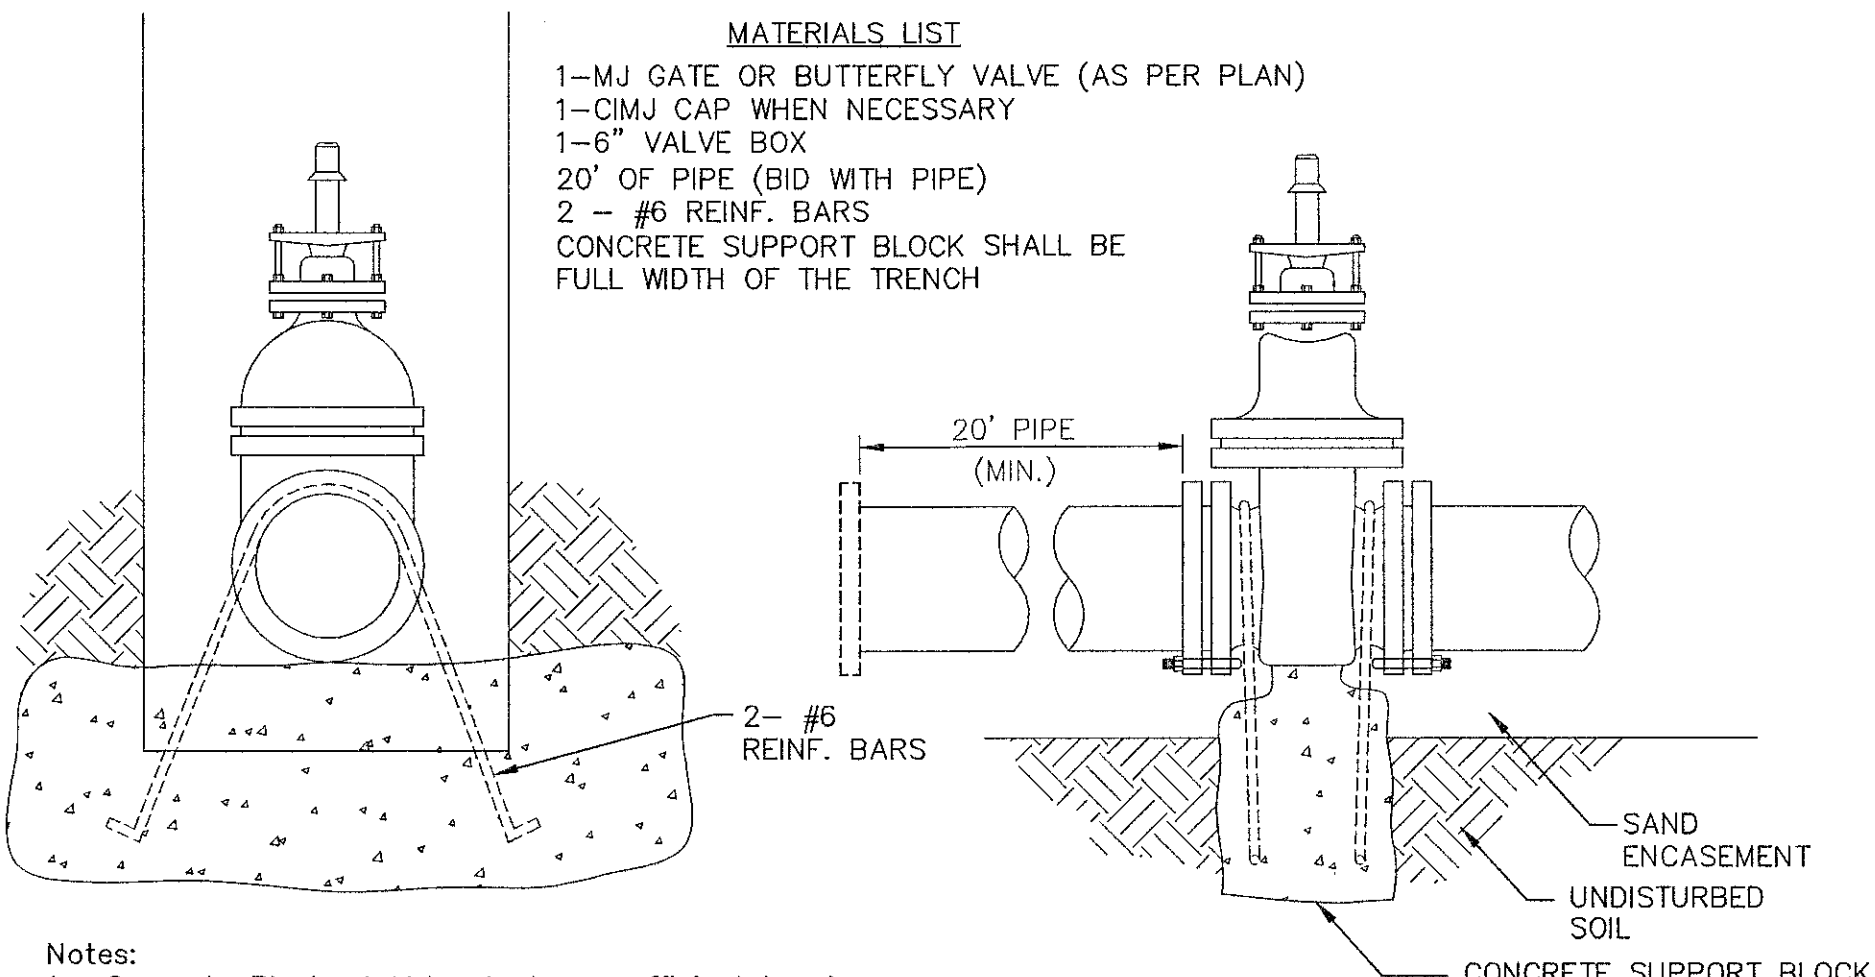 MATERIALS LIST
1-MJ GATE OR BUTTERFLY VALVE (AS PER PLAN)
1-CIMJ CAP WHEN NECESSARY
1-6" VALVE BOX
20' OF PIPE (BID WITH PIPE)
2 - #6 REINF. BARS
CONCRETE SUPPORT BLOCK SHALL BE
FULL WIDTH OF THE TRENCH
20' PIPE
(MIN.)
2- #6
REINF. BARS
SAND
ENCASEMENT
UNDISTURBED
SOIL
CONCRETE SUPPORT BLOCK
Notes: